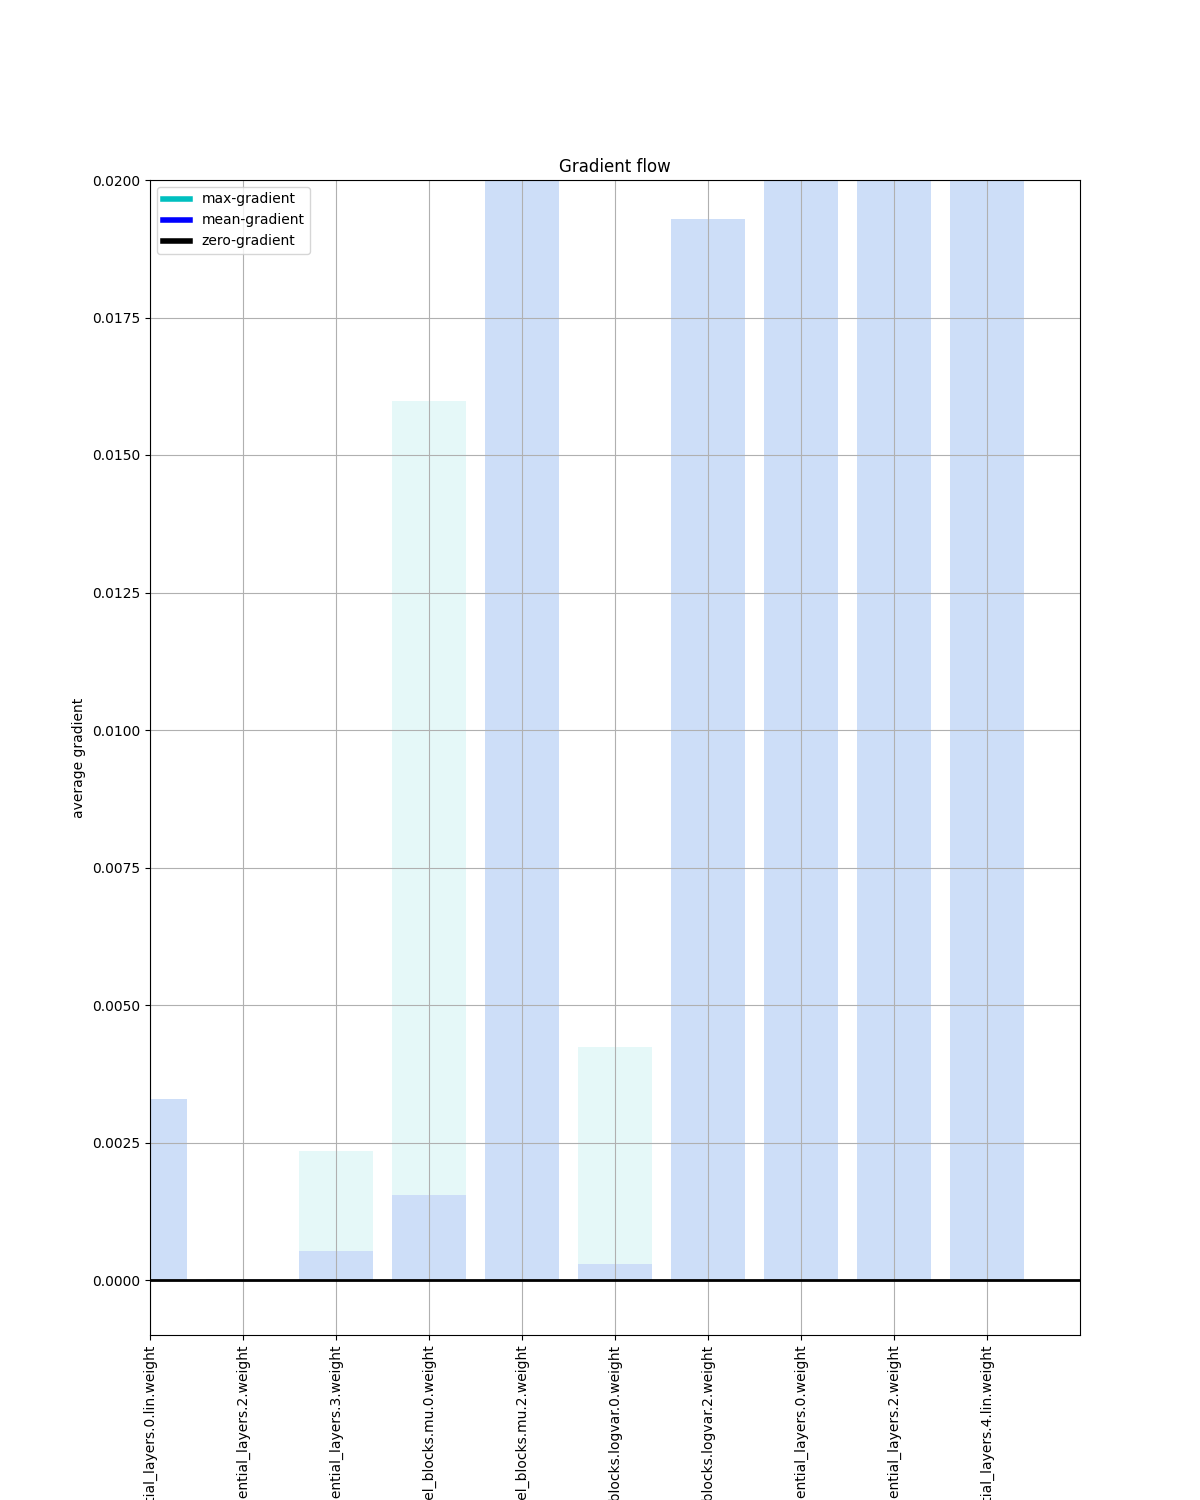 Gradient flow
max-gradient
mean-gradient
zero-gradient
0.0200
0.0175
0.0150
0.0125
0.0100
0.0075
0.0050
0.0025
0.0000
average gradient
tial_layers.0.lin.weight
ential_layers.2.weight
ential_layers.3.weight
el_blocks.mu.0.weight
el_blocks.mu.2.weight
blocks.logvar.0.weight
blocks.logvar.2.weight
ential_layers.0.weight
ential_layers.2.weight
tial_layers.4.lin.weight